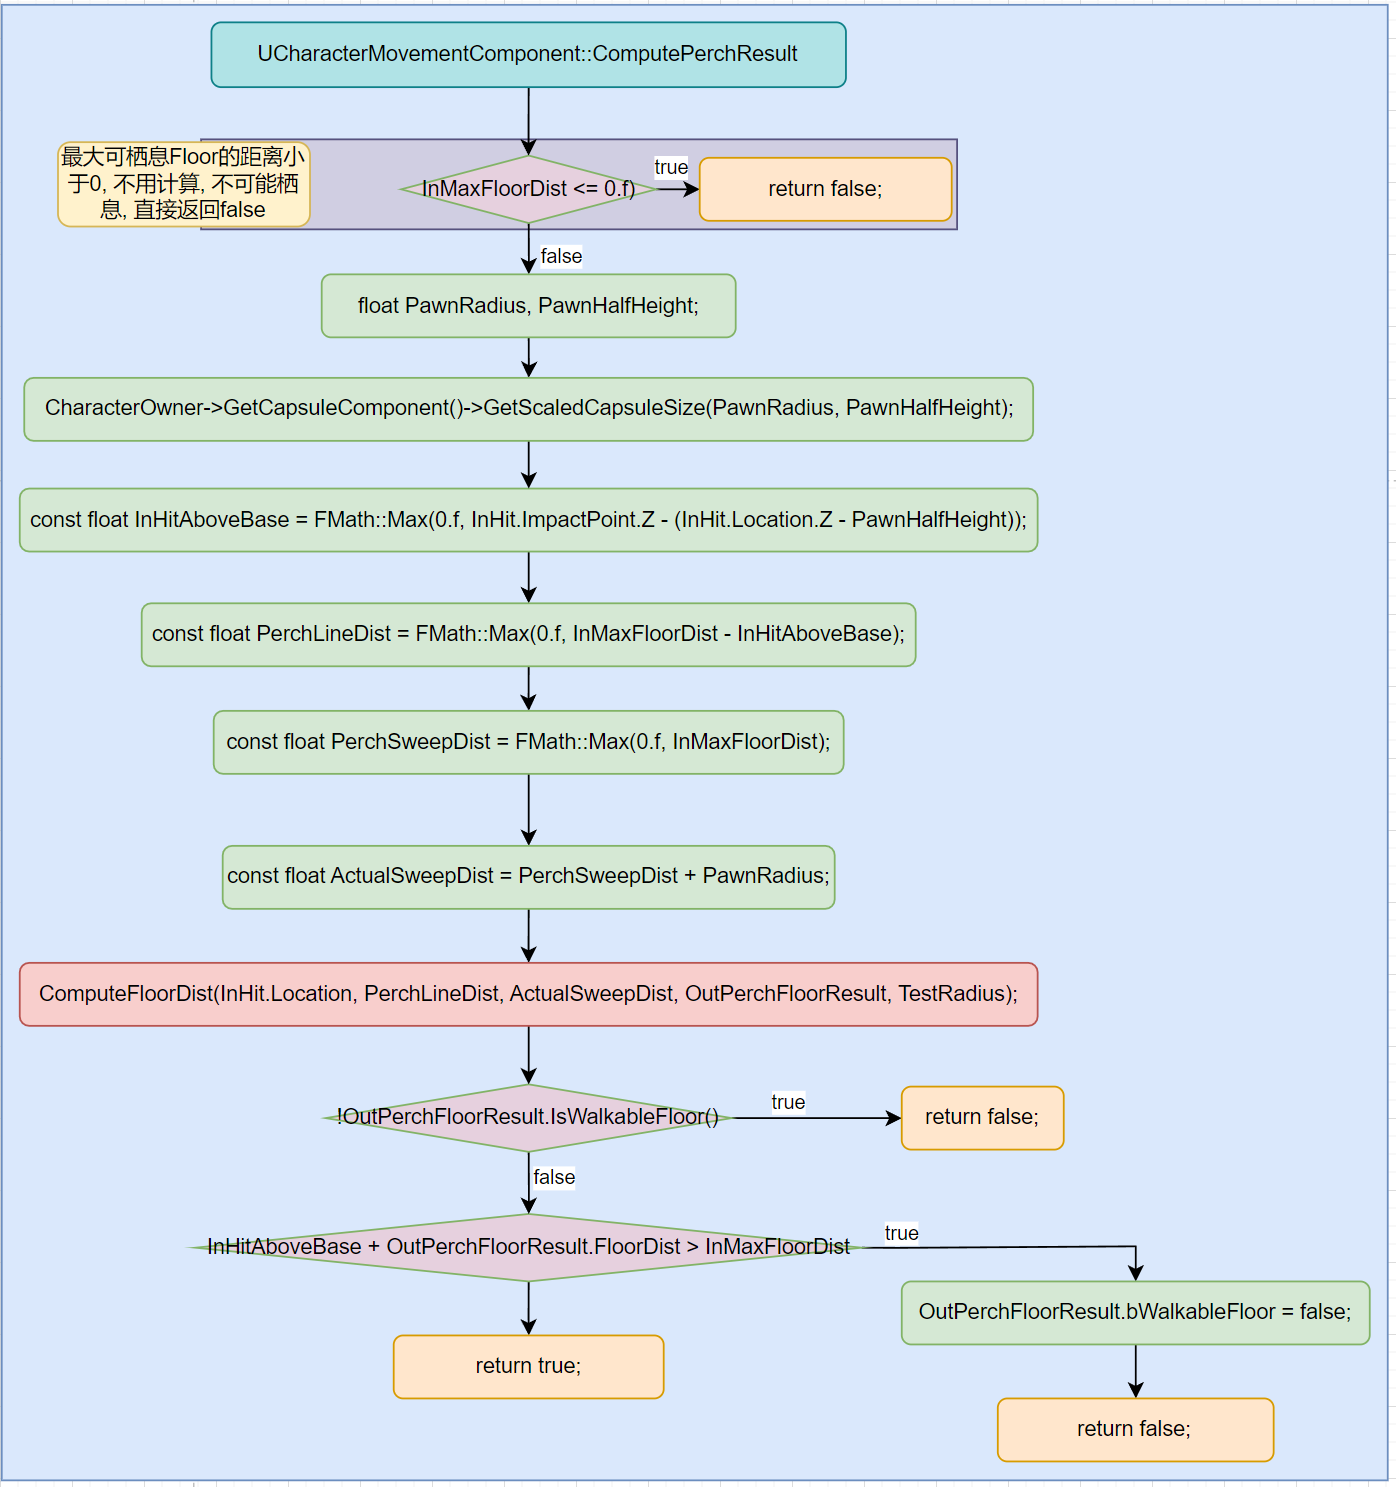 UCharacterMovementComponent::ComputePerchResult
最大可栖息Floor的距离小
于0, 不用计算, 不可能栖
息, 直接返回false
InMaxFloorDist <= 0.f)
true
return false;
false
float PawnRadius, PawnHalfHeight;
CharacterOwner->GetCapsuleComponent()->GetScaledCapsuleSize(PawnRadius, PawnHalfHeight);
const float InHitAboveBase = FMath::Max(0.f, InHit.ImpactPoint.Z - (InHit.Location.Z - PawnHalfHeight));
const float PerchLineDist = FMath::Max(0.f, InMaxFloorDist - InHitAboveBase);
const float PerchSweepDist = FMath::Max(0.f, InMaxFloorDist);
const float ActualSweepDist = PerchSweepDist + PawnRadius;
ComputeFloorDist(InHit.Location, PerchLineDist, ActualSweepDist, OutPerchFloorResult, TestRadius);
!OutPerchFloorResult.IsWalkableFloor()
true
return false;
false
InHitAboveBase + OutPerchFloorResult.FloorDist > InMaxFloorDist
true
OutPerchFloorResult.bWalkableFloor = false;
return true;
return false;